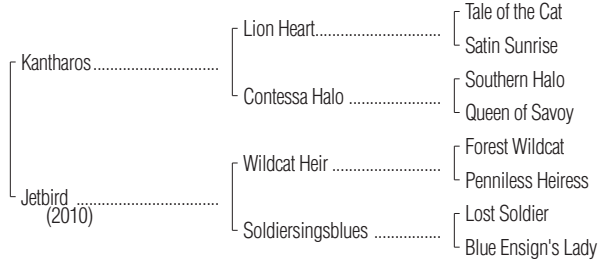 Tale of the Cat
Lion Heart..................................
Satin Sunrise
Kantharos..................................
Southern Halo
Contessa Halo .........................
Queen of Savoy
Forest Wildcat
Wildcat Heir .............................
Penniless Heiress
Jetbird ......................................
(2010)
Lost Soldier
Soldiersingsblues ..................
Blue Ensign's Lady